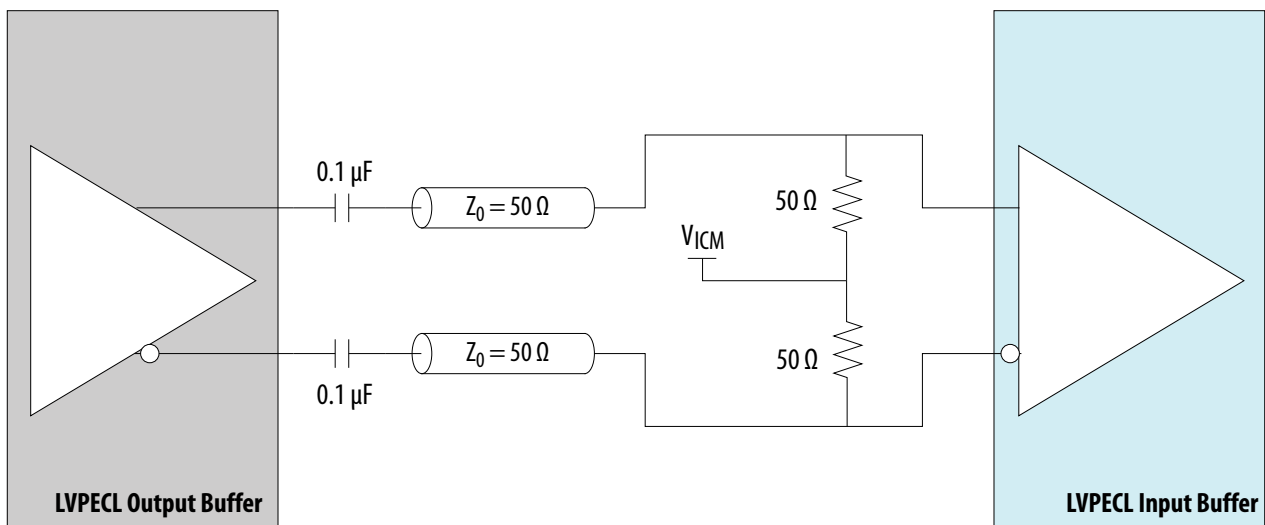 0.1 µF
Z0 = 50 Ω
50 Ω
VICM
Z0 = 50 Ω
50 Ω
0.1 µF
LVPECL Output Buffer
LVPECL Input Buffer